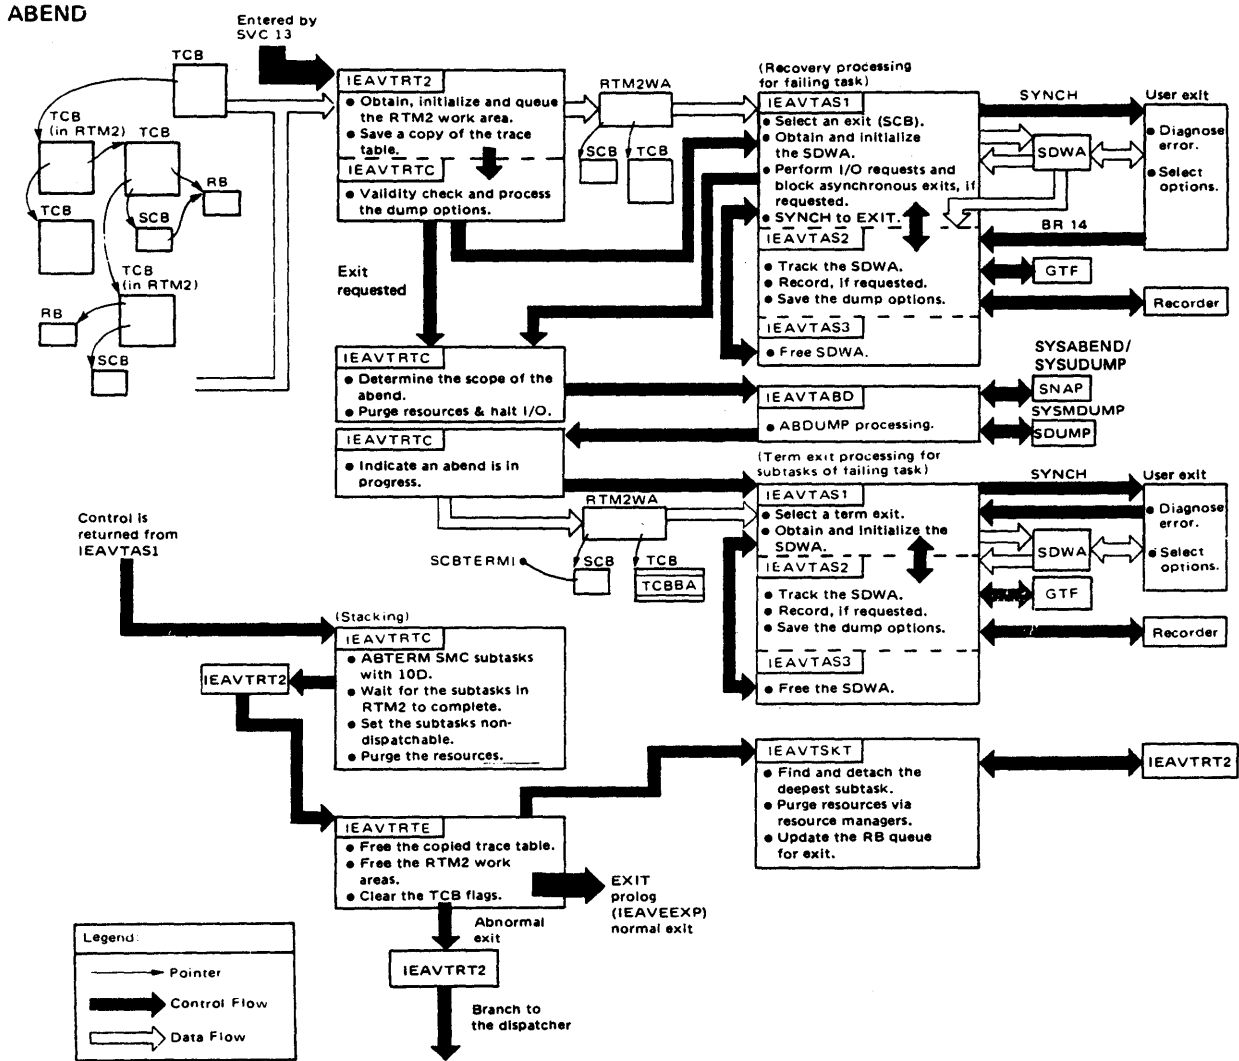 ABEND
Entered by
SVC 13
TCB
TCB
(in RTM2)
TCB
RB
TCB
SCB
TCB
(in RTM2)
RB
SCB
IEAVTRT2
• Obtain, initialize and queue
the RTM2 work area.
• Save a copy of the trace
table.
IEAVTRTC
• Validity check and process
the dump options.
RTM2WA
SCB
TCB
(Recovery processing
for failing task)
IEAVTAS1
• Select an exit (SCB).
• Obtain and initialize
the SDWA.
• Perform I/O requests and
block asynchronous exits, if
requested.
• SYNCH to EXIT.
IEAVTAS2
• Track the SDWA.
• Record, if requested.
• Save the dump options.
IEAVTAS3
• Free SDWA.
SYNCH
User exit
• Diagnose
error.
• Select
options.
SDWA
BR 14
GTF
Recorder
Exit
requested
IEAVTRTC
• Determine the scope of the
abend.
• Purge resources & halt I/O.
IEAVTRTC
• Indicate an abend is in
progress.
IEAVTABD
• ABDUMP processing.
SYSABEND/
SYSUDUMP
SNAP
SYSMDUMP
SDUMP
(Term exit processing for
subtasks of failing task)
IEAVTAS1
• Select a term exit.
• Obtain and initialize the
SDWA.
IEAVTAS2
• Track the SDWA.
• Record, if requested.
• Save the dump options.
IEAVTAS3
• Free the SDWA.
SYNCH
User exit
• Diagnose
error.
• Select
options.
SDWA
GTF
Recorder
RTM2WA
SCBTERMI
SCB
TCB
TCBBA
Control is
returned from
IEAVTAS1
(Stacking)
IEAVTRTC
• ABTERM SMC subtasks
with 10D.
• Wait for the subtasks in
RTM2 to complete.
• Set the subtasks non-
dispatchable.
• Purge the resources.
IEAVTRT2
IEAVTSKT
• Find and detach the
deepest subtask.
• Purge resources via
resource managers.
• Update the RB queue
for exit.
IEAVTRT2
IEAVTRTE
• Free the copied trace table.
• Free the RTM2 work
areas.
• Clear the TCB flags.
EXIT
prolog
(IEAVEEXP)
normal exit
Abnormal
exit
IEAVTRT2
Branch to
the dispatcher
Legend:
Pointer
Control Flow
Data Flow